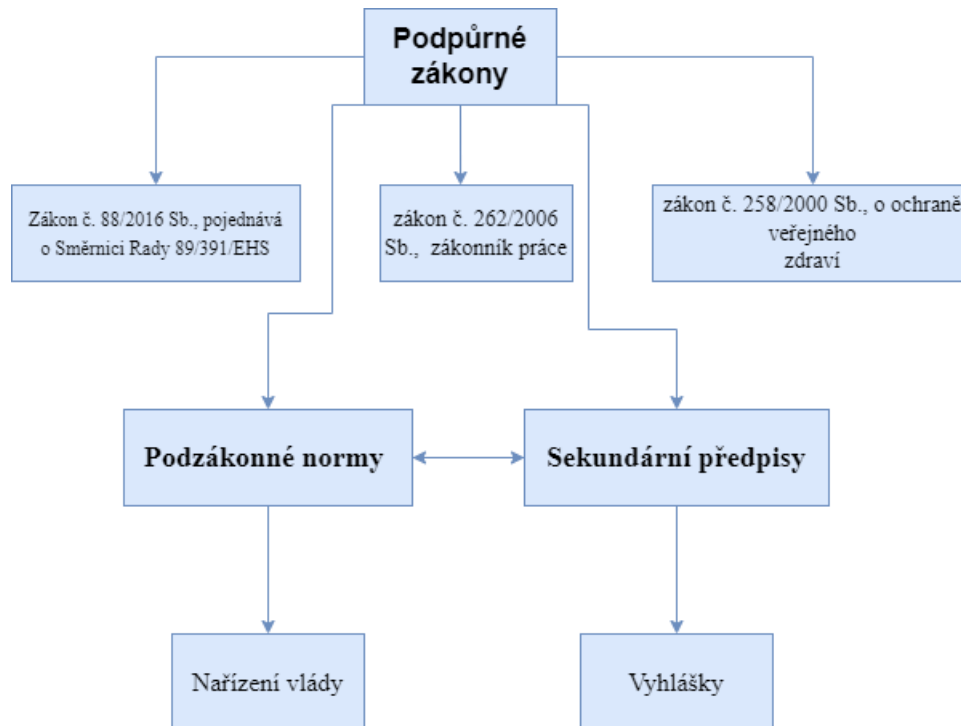 Podpůrné
zákony
Zákon č. 88/2016 Sb., pojednává
o Směrnici Rady 89/391/EHS
zákon č. 262/2006
Sb., zákonník práce
zákon č. 258/2000 Sb., o ochraně
veřejného
zdraví
Podzákonné normy
Sekundární předpisy
Nařízení vlády
Vyhlášky